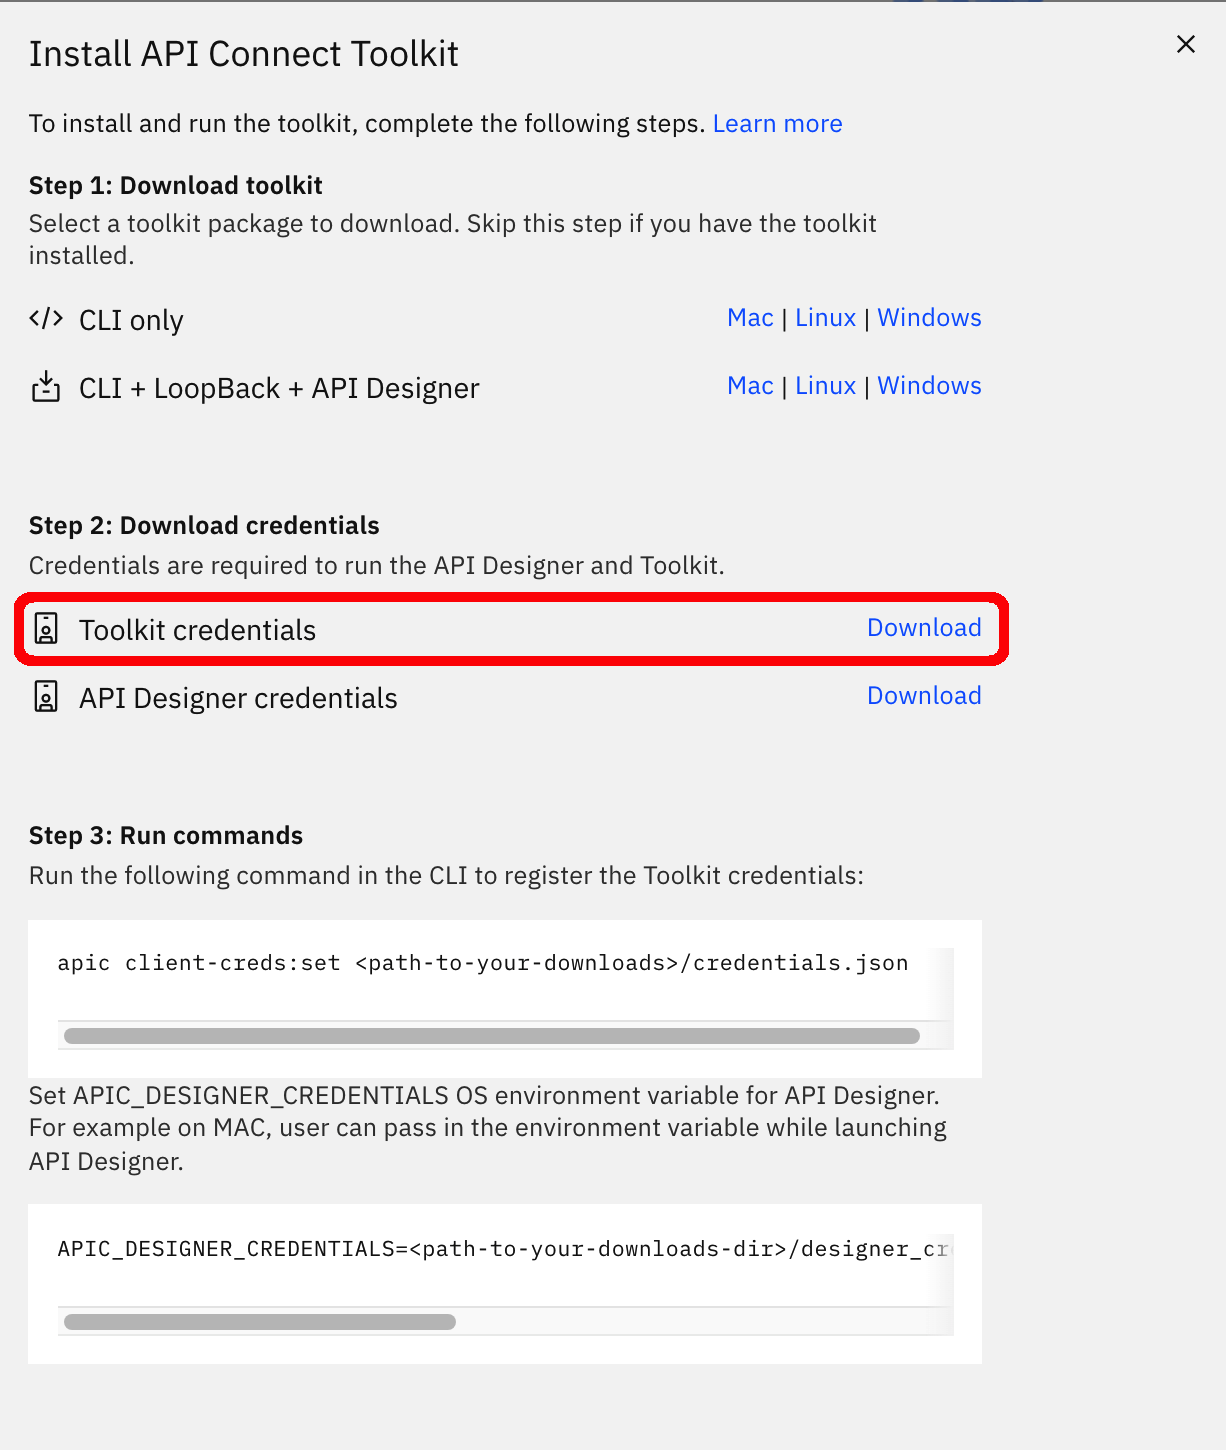 Install API Connect Toolkit
To install and run the toolkit, complete the following steps. Learn more
Step 1: Download toolkit
Select a toolkit package to download. Skip this step if you have the toolkit
installed.
</> CLI only Mac | Linux | Windows
CLI + LoopBack + API Designer Mac | Linux | Windows
Step 2: Download credentials
Credentials are required to run the API Designer and Toolkit.
Toolkit credentials Download
API Designer credentials Download
Step 3: Run commands
Run the following command in the CLI to register the Toolkit credentials:
apic client-creds:set <path-to-your-downloads>/credentials.json
Set APIC_DESIGNER_CREDENTIALS OS environment variable for API Designer.
For example on MAC, user can pass in the environment variable while launching
API Designer.
APIC_DESIGNER_CREDENTIALS=<path-to-your-downloads-dir>/designer_cr